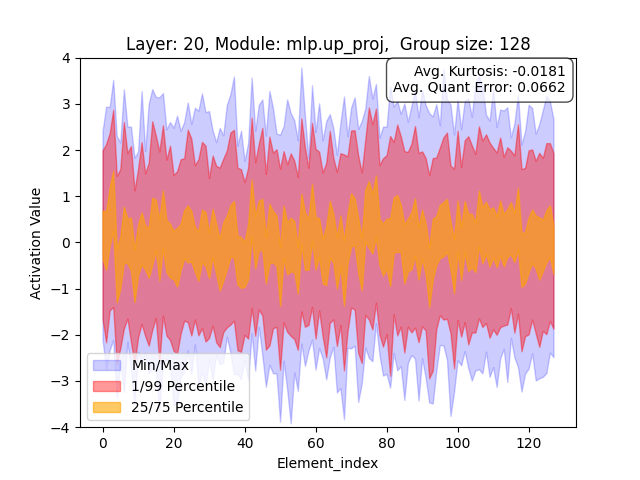 Layer: 20, Module: mlp.up_proj,  Group size: 128
Avg. Kurtosis: -0.0181
Avg. Quant Error: 0.0662
4
3
2
1
0
−1
−2
−3
−4
Activation Value
Min/Max
1/99 Percentile
25/75 Percentile
0 20 40 60 80 100 120
Element_index